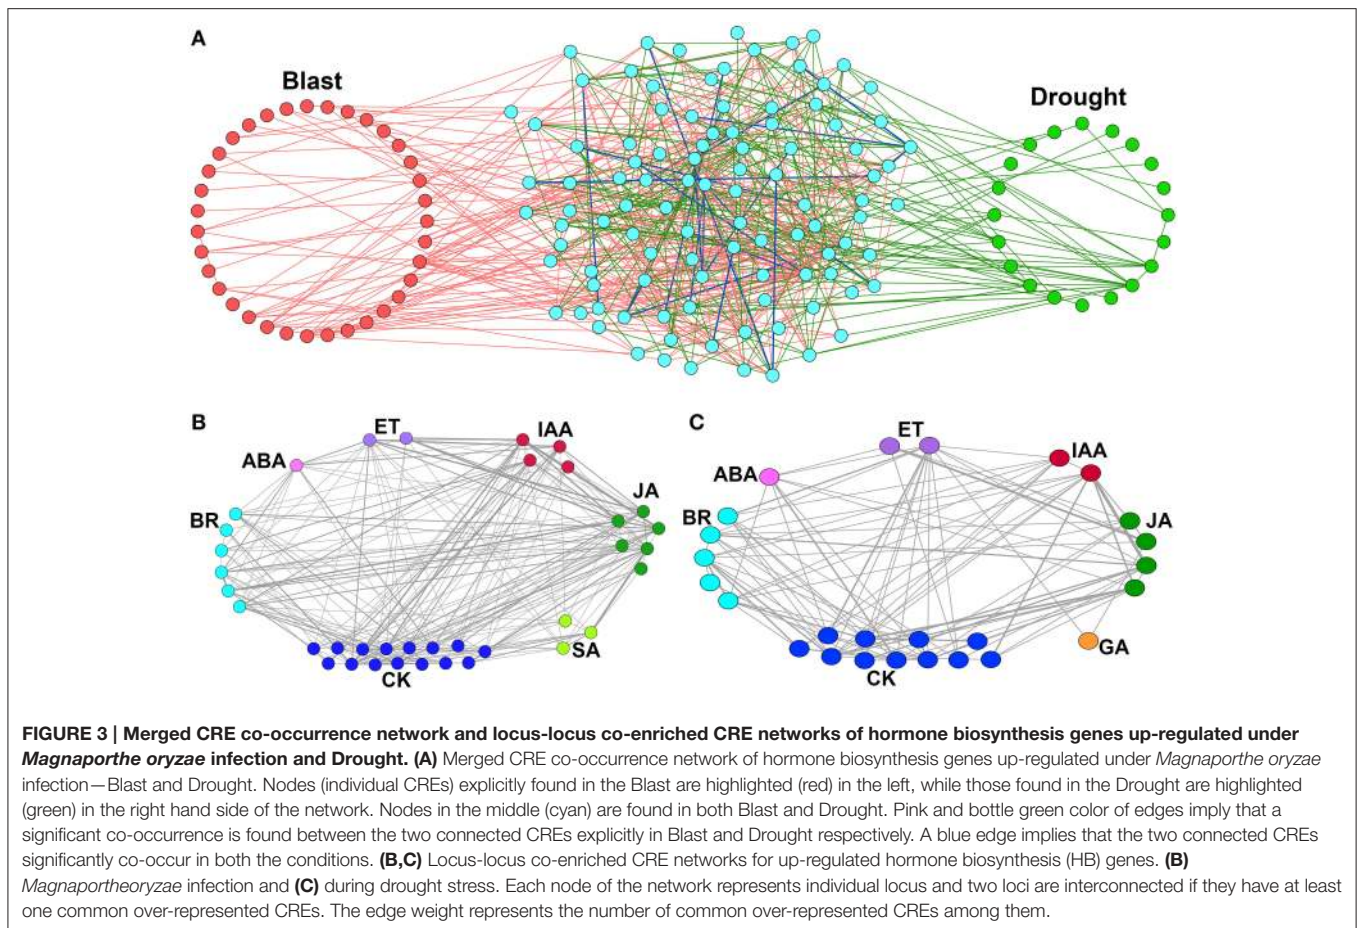 A
Blast
Drought
B
ET
IAA
ABA
JA
BR
SA
CK
C
ET
IAA
ABA
BR
JA
GA
CK
FIGURE 3 | Merged CRE co-occurrence network and locus-locus co-enriched CRE networks of hormone biosynthesis genes up-regulated under
Magnaporthe oryzae infection and Drought. (A) Merged CRE co-occurrence network of hormone biosynthesis genes up-regulated under Magnaporthe oryzae
infection—Blast and Drought. Nodes (individual CREs) explicitly found in the Blast are highlighted (red) in the left, while those found in the Drought are highlighted
(green) in the right hand side of the network. Nodes in the middle (cyan) are found in both Blast and Drought. Pink and bottle green color of edges imply that a
significant co-occurrence is found between the two connected CREs explicitly in Blast and Drought respectively. A blue edge implies that the two connected CREs
significantly co-occur in both the conditions. (B,C) Locus-locus co-enriched CRE networks for up-regulated hormone biosynthesis (HB) genes. (B)
Magnaportheoryzae infection and (C) during drought stress. Each node of the network represents individual locus and two loci are interconnected if they have at least
one common over-represented CREs. The edge weight represents the number of common over-represented CREs among them.